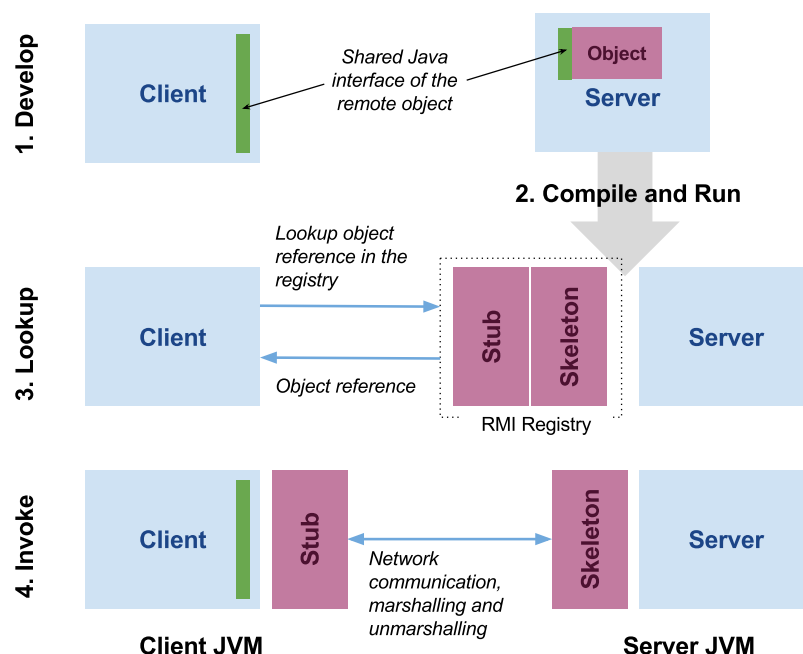 1. Develop
Client
Shared Java
interface of the
remote object
Object
Server
2. Compile and Run
3. Lookup
Client
Lookup object
reference in the
registry
Object reference
Stub
Skeleton
RMI Registry
Server
4. Invoke
Client
Stub
Network
communication,
marshalling and
unmarshalling
Skeleton
Server
Client JVM
Server JVM